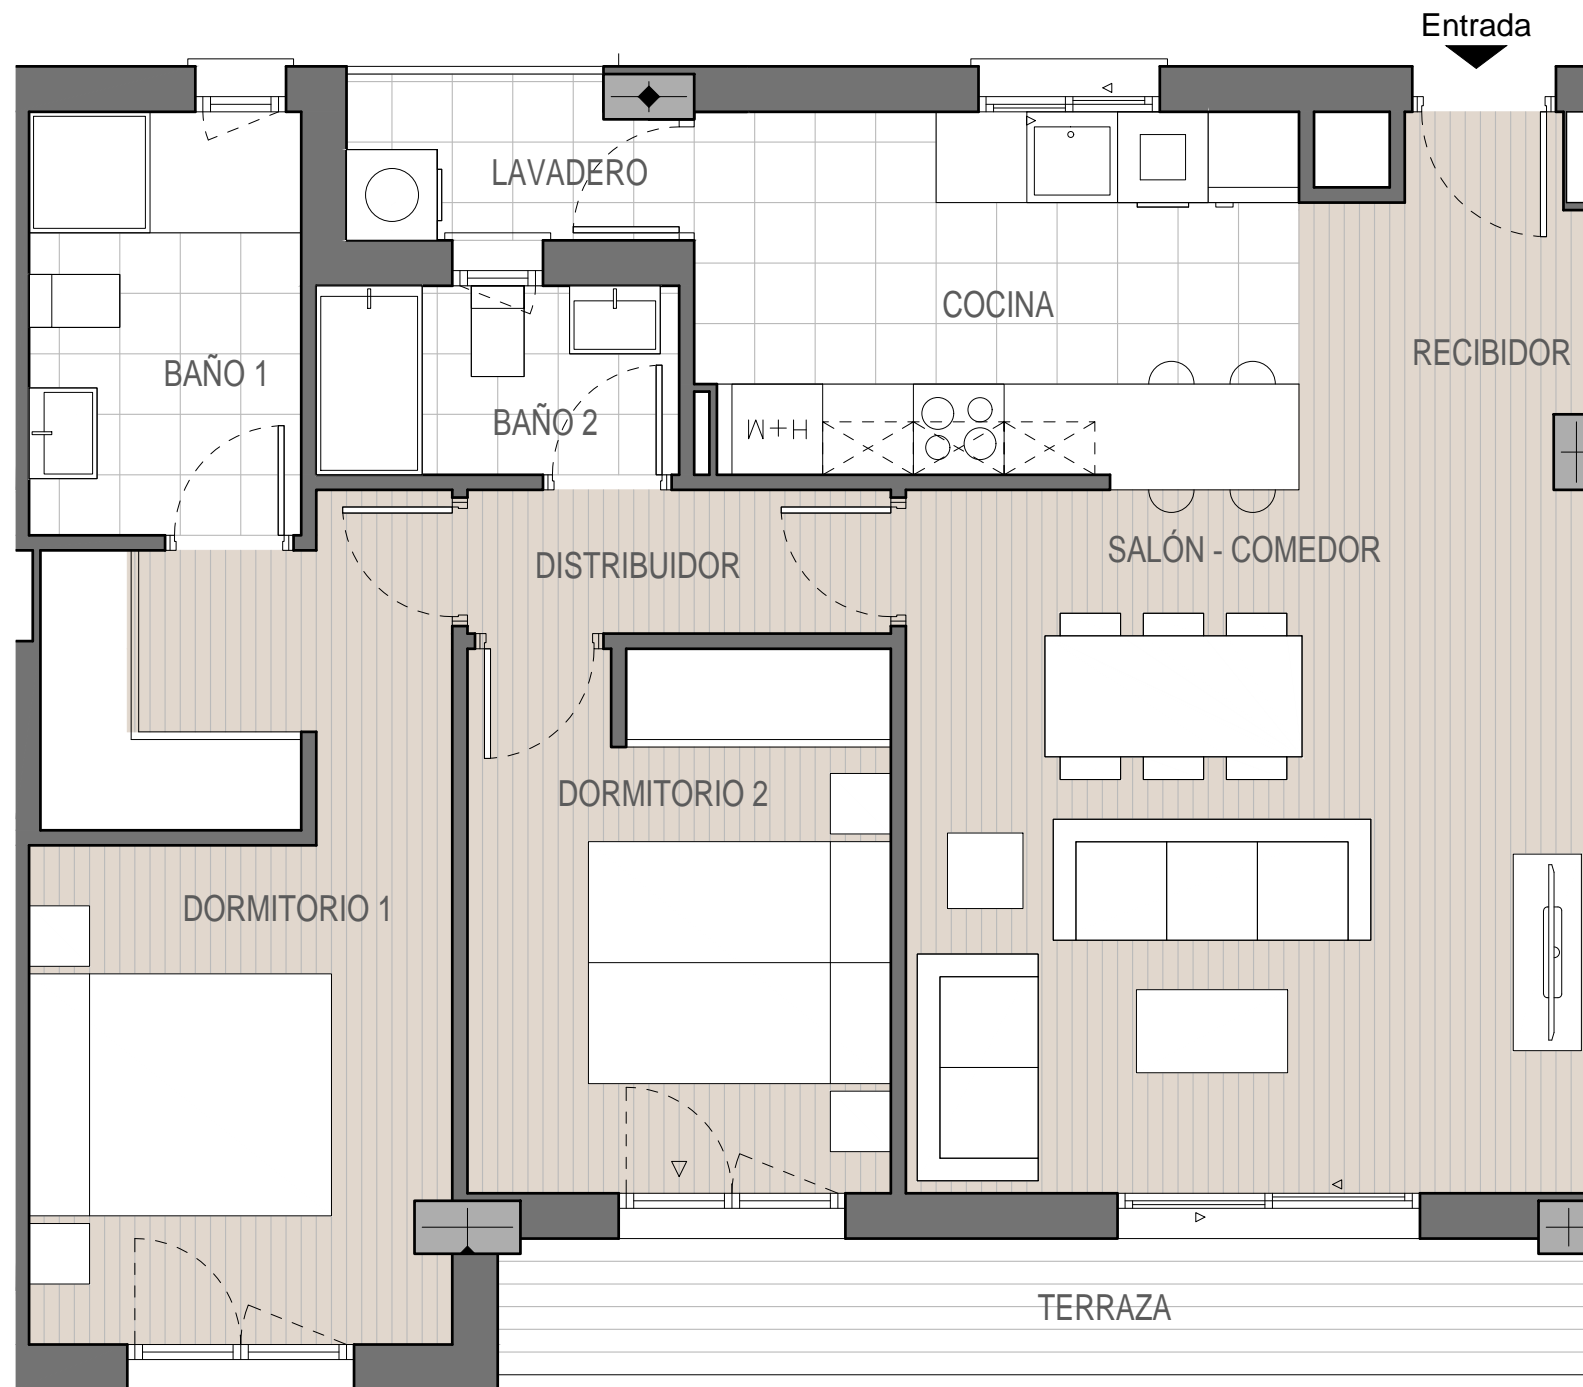 Entrada
LAVADERO
COCINA
RECIBIDOR
BAÑO 1
BAÑO 2
H+M
DISTRIBUIDOR
SALÓN - COMEDOR
DORMITORIO 2
DORMITORIO 1
TERRAZA